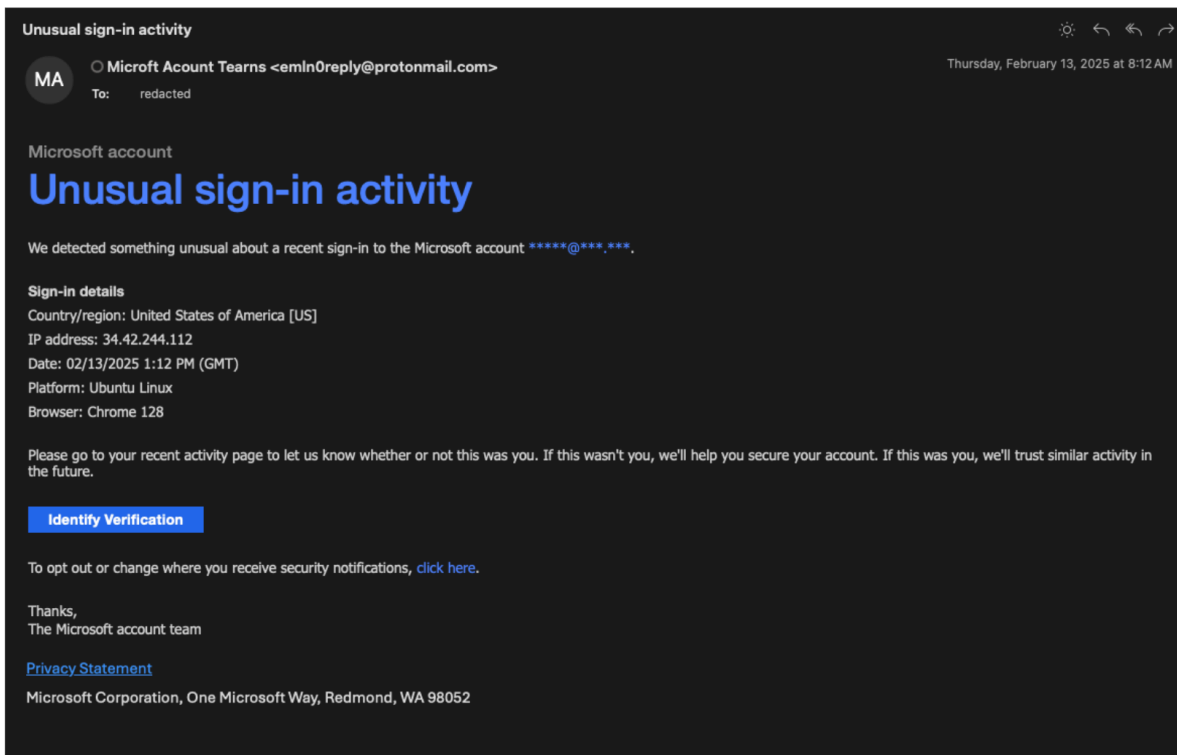 Unusual sign-in activity
MA
Microft Acount Tearns <emln0reply@protonmail.com>
Thursday, February 13, 2025 at 8:12 AM
To: redacted
Microsoft account
Unusual sign-in activity
We detected something unusual about a recent sign-in to the Microsoft account *****@***.***.
Sign-in details
Country/region: United States of America [US]
IP address: 34.42.244.112
Date: 02/13/2025 1:12 PM (GMT)
Platform: Ubuntu Linux
Browser: Chrome 128
Please go to your recent activity page to let us know whether or not this was you. If this wasn't you, we'll help you secure your account. If this was you, we'll trust similar activity in
the future.
Identify Verification
To opt out or change where you receive security notifications, click here.
Thanks,
The Microsoft account team
Privacy Statement
Microsoft Corporation, One Microsoft Way, Redmond, WA 98052